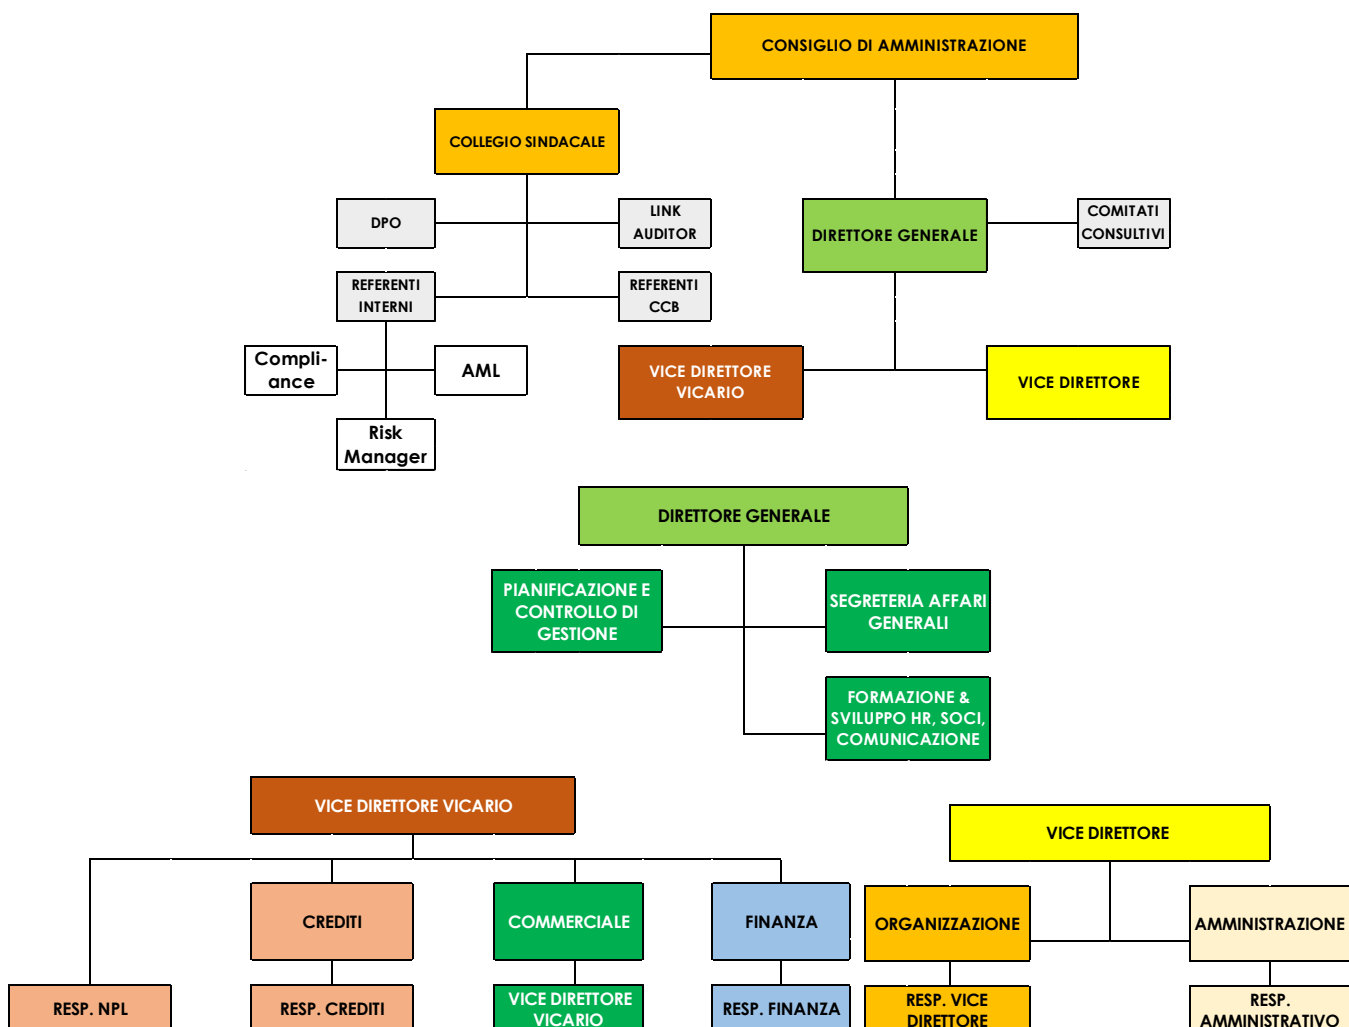 CONSIGLIO DI AMMINISTRAZIONE
COLLEGIO SINDACALE
DPO
LINK
AUDITOR
DIRETTORE GENERALE
COMITATI
CONSULTIVI
REFERENTI
INTERNI
REFERENTI
CCB
Compli-
ance
AML
VICE DIRETTORE
VICARIO
VICE DIRETTORE
Risk
Manager
DIRETTORE GENERALE
PIANIFICAZIONE E
CONTROLLO DI
GESTIONE
SEGRETERIA AFFARI
GENERALI
FORMAZIONE &
SVILUPPO HR, SOCI,
COMUNICAZIONE
VICE DIRETTORE VICARIO
VICE DIRETTORE
CREDITI
COMMERCIALE
FINANZA
ORGANIZZAZIONE
AMMINISTRAZIONE
RESP. NPL
RESP. CREDITI
VICE DIRETTORE
VICARIO
RESP. FINANZA
RESP. VICE
DIRETTORE
RESP.
AMMINISTRATIVO